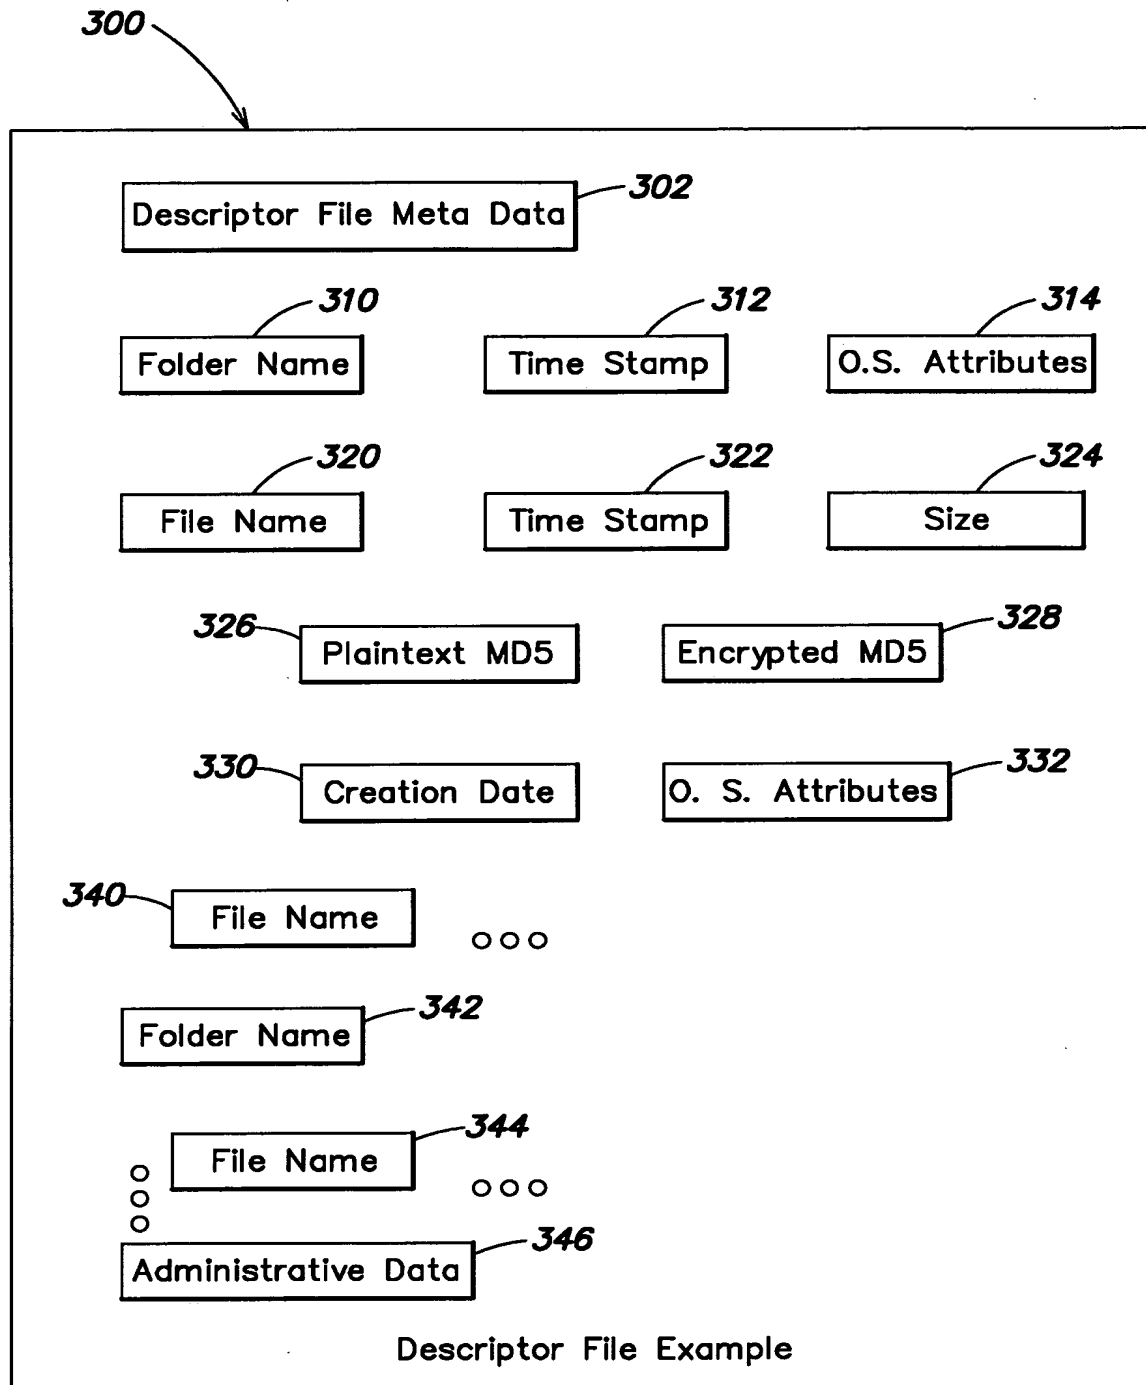 300
302
Descriptor File Meta Data
310 312 314
Folder Name Time Stamp O.S. Attributes
320 322 324
File Name Time Stamp Size
326 Plaintext MD5 Encrypted MD5 328
330 Creation Date O. S. Attributes 332
340 File Name
Folder Name 342
File Name 344
Administrative Data 346
Descriptor File Example